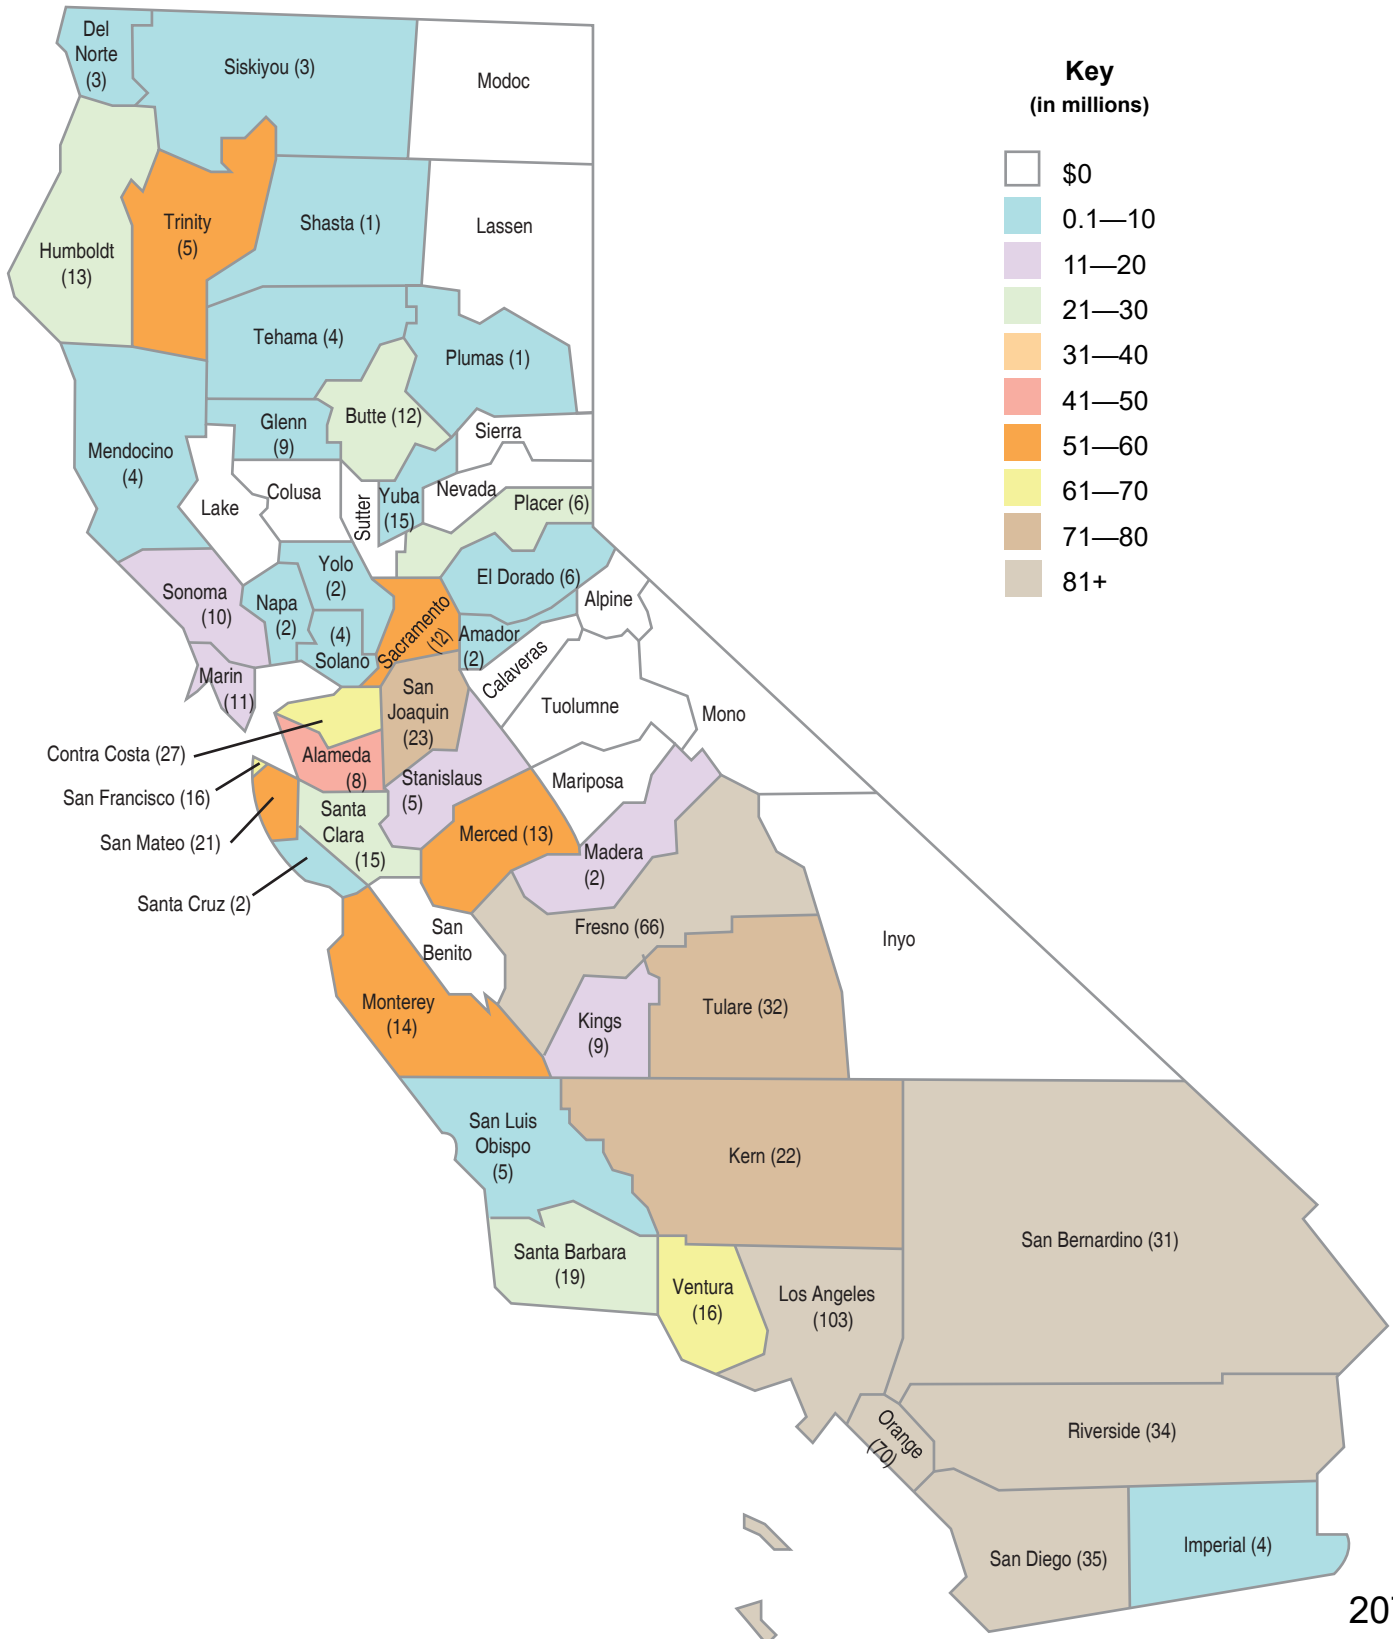 Del
Norte
(3)
Siskiyou (3)
Modoc
Key
(in millions)
$0
0.1—10
11—20
21—30
31—40
41—50
51—60
61—70
71—80
81+
Humboldt
(13)
Trinity
(5)
Shasta (1)
Lassen
Tehama (4)
Plumas (1)
Butte (12)
Glenn
(9)
Sierra
Mendocino
(4)
Lake
Colusa
Sutter
Yuba
(15)
Nevada
Placer (6)
Sonoma
(10)
Napa
(2)
Yolo
(2)
(4)
Solano
El Dorado (6)
Sacramento
(12)
Amador
(2)
Alpine
Calaveras
Marin
(11)
San
Joaquin
(23)
Tuolumne
Mono
Contra Costa (27)
Alameda
(8)
Stanislaus
(5)
Mariposa
San Francisco (16)
San Mateo (21)
Santa
Clara
(15)
Merced (13)
Madera
(2)
Santa Cruz (2)
San
Benito
Fresno (66)
Inyo
Monterey
(14)
Kings
(9)
Tulare (32)
San Luis
Obispo
(5)
Kern (22)
Santa Barbara
(19)
Ventura
(16)
Los Angeles
(103)
San Bernardino (31)
Orange
(70)
Riverside (34)
San Diego (35)
Imperial (4)